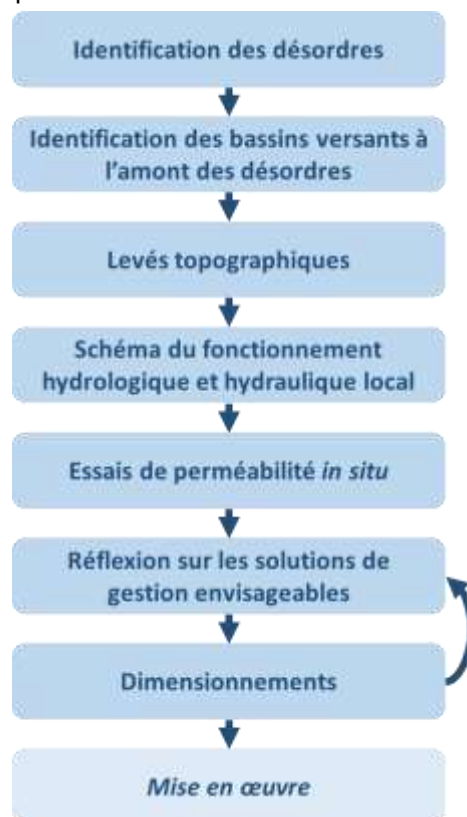 Identification des désordres
Identification des bassins versants à
l'amont des désordres
Levés topographiques
Schéma du fonctionnement
hydrologique et hydraulique local
Essais de perméabilité in situ
Réflexion sur les solutions de
gestion envisageables
Dimensionnements
Mise en œuvre